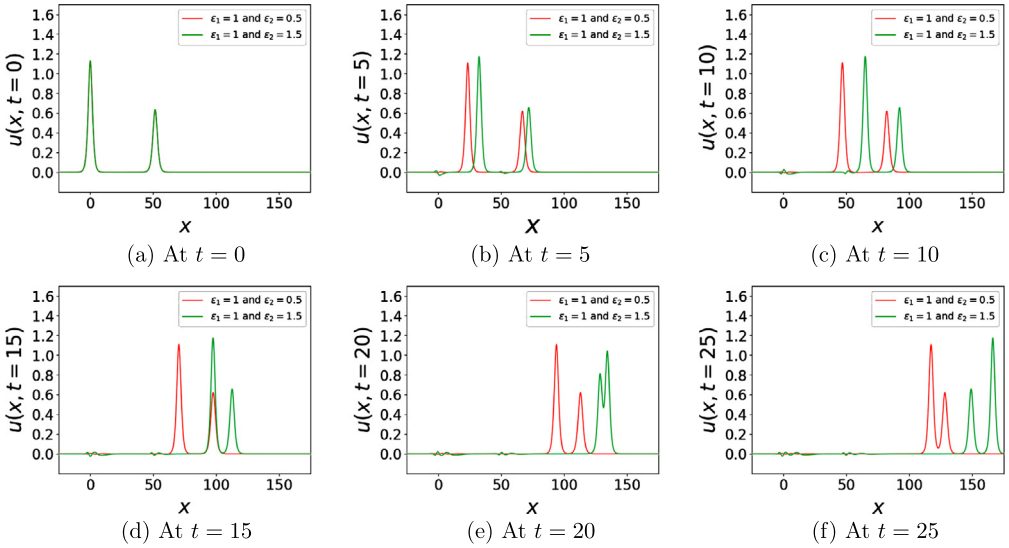 u(x, t = 0)
1.6
1.4
1.2
1.0
0.8
0.6
0.4
0.2
0.0
ε₁ = 1 and ε₂ = 0.5
ε₁ = 1 and ε₂ = 1.5
0 50 100 150
x
(a) At t = 0
u(x, t = 5)
1.6
1.4
1.2
1.0
0.8
0.6
0.4
0.2
0.0
ε₁ = 1 and ε₂ = 0.5
ε₁ = 1 and ε₂ = 1.5
0 50 100 150
x
(b) At t = 5
u(x, t = 10)
1.6
1.4
1.2
1.0
0.8
0.6
0.4
0.2
0.0
ε₁ = 1 and ε₂ = 0.5
ε₁ = 1 and ε₂ = 1.5
0 50 100 150
x
(c) At t = 10
u(x, t = 15)
1.6
1.4
1.2
1.0
0.8
0.6
0.4
0.2
0.0
ε₁ = 1 and ε₂ = 0.5
ε₁ = 1 and ε₂ = 1.5
0 50 100 150
x
(d) At t = 15
u(x, t = 20)
1.6
1.4
1.2
1.0
0.8
0.6
0.4
0.2
0.0
ε₁ = 1 and ε₂ = 0.5
ε₁ = 1 and ε₂ = 1.5
0 50 100 150
x
(e) At t = 20
u(x, t = 25)
1.6
1.4
1.2
1.0
0.8
0.6
0.4
0.2
0.0
ε₁ = 1 and ε₂ = 0.5
ε₁ = 1 and ε₂ = 1.5
0 50 100 150
x
(f) At t = 25